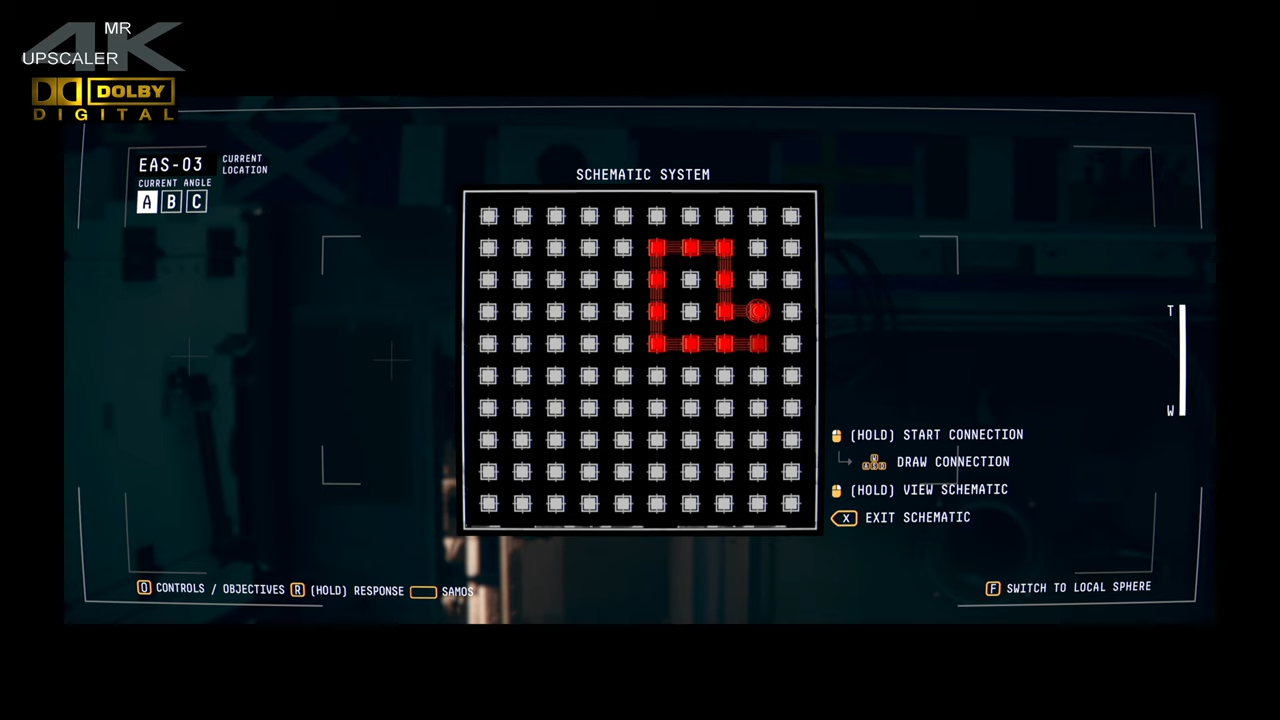 MR
4K
UPSCALER
DOLBY
DIGITAL
EAS-03
CURRENT
LOCATION
CURRENT ANGLE
A B C
SCHEMATIC SYSTEM
T
W
(HOLD) START CONNECTION
DRAW CONNECTION
(HOLD) VIEW SCHEMATIC
X EXIT SCHEMATIC
O CONTROLS / OBJECTIVES R (HOLD) RESPONSE SAMOS
F SWITCH TO LOCAL SPHERE